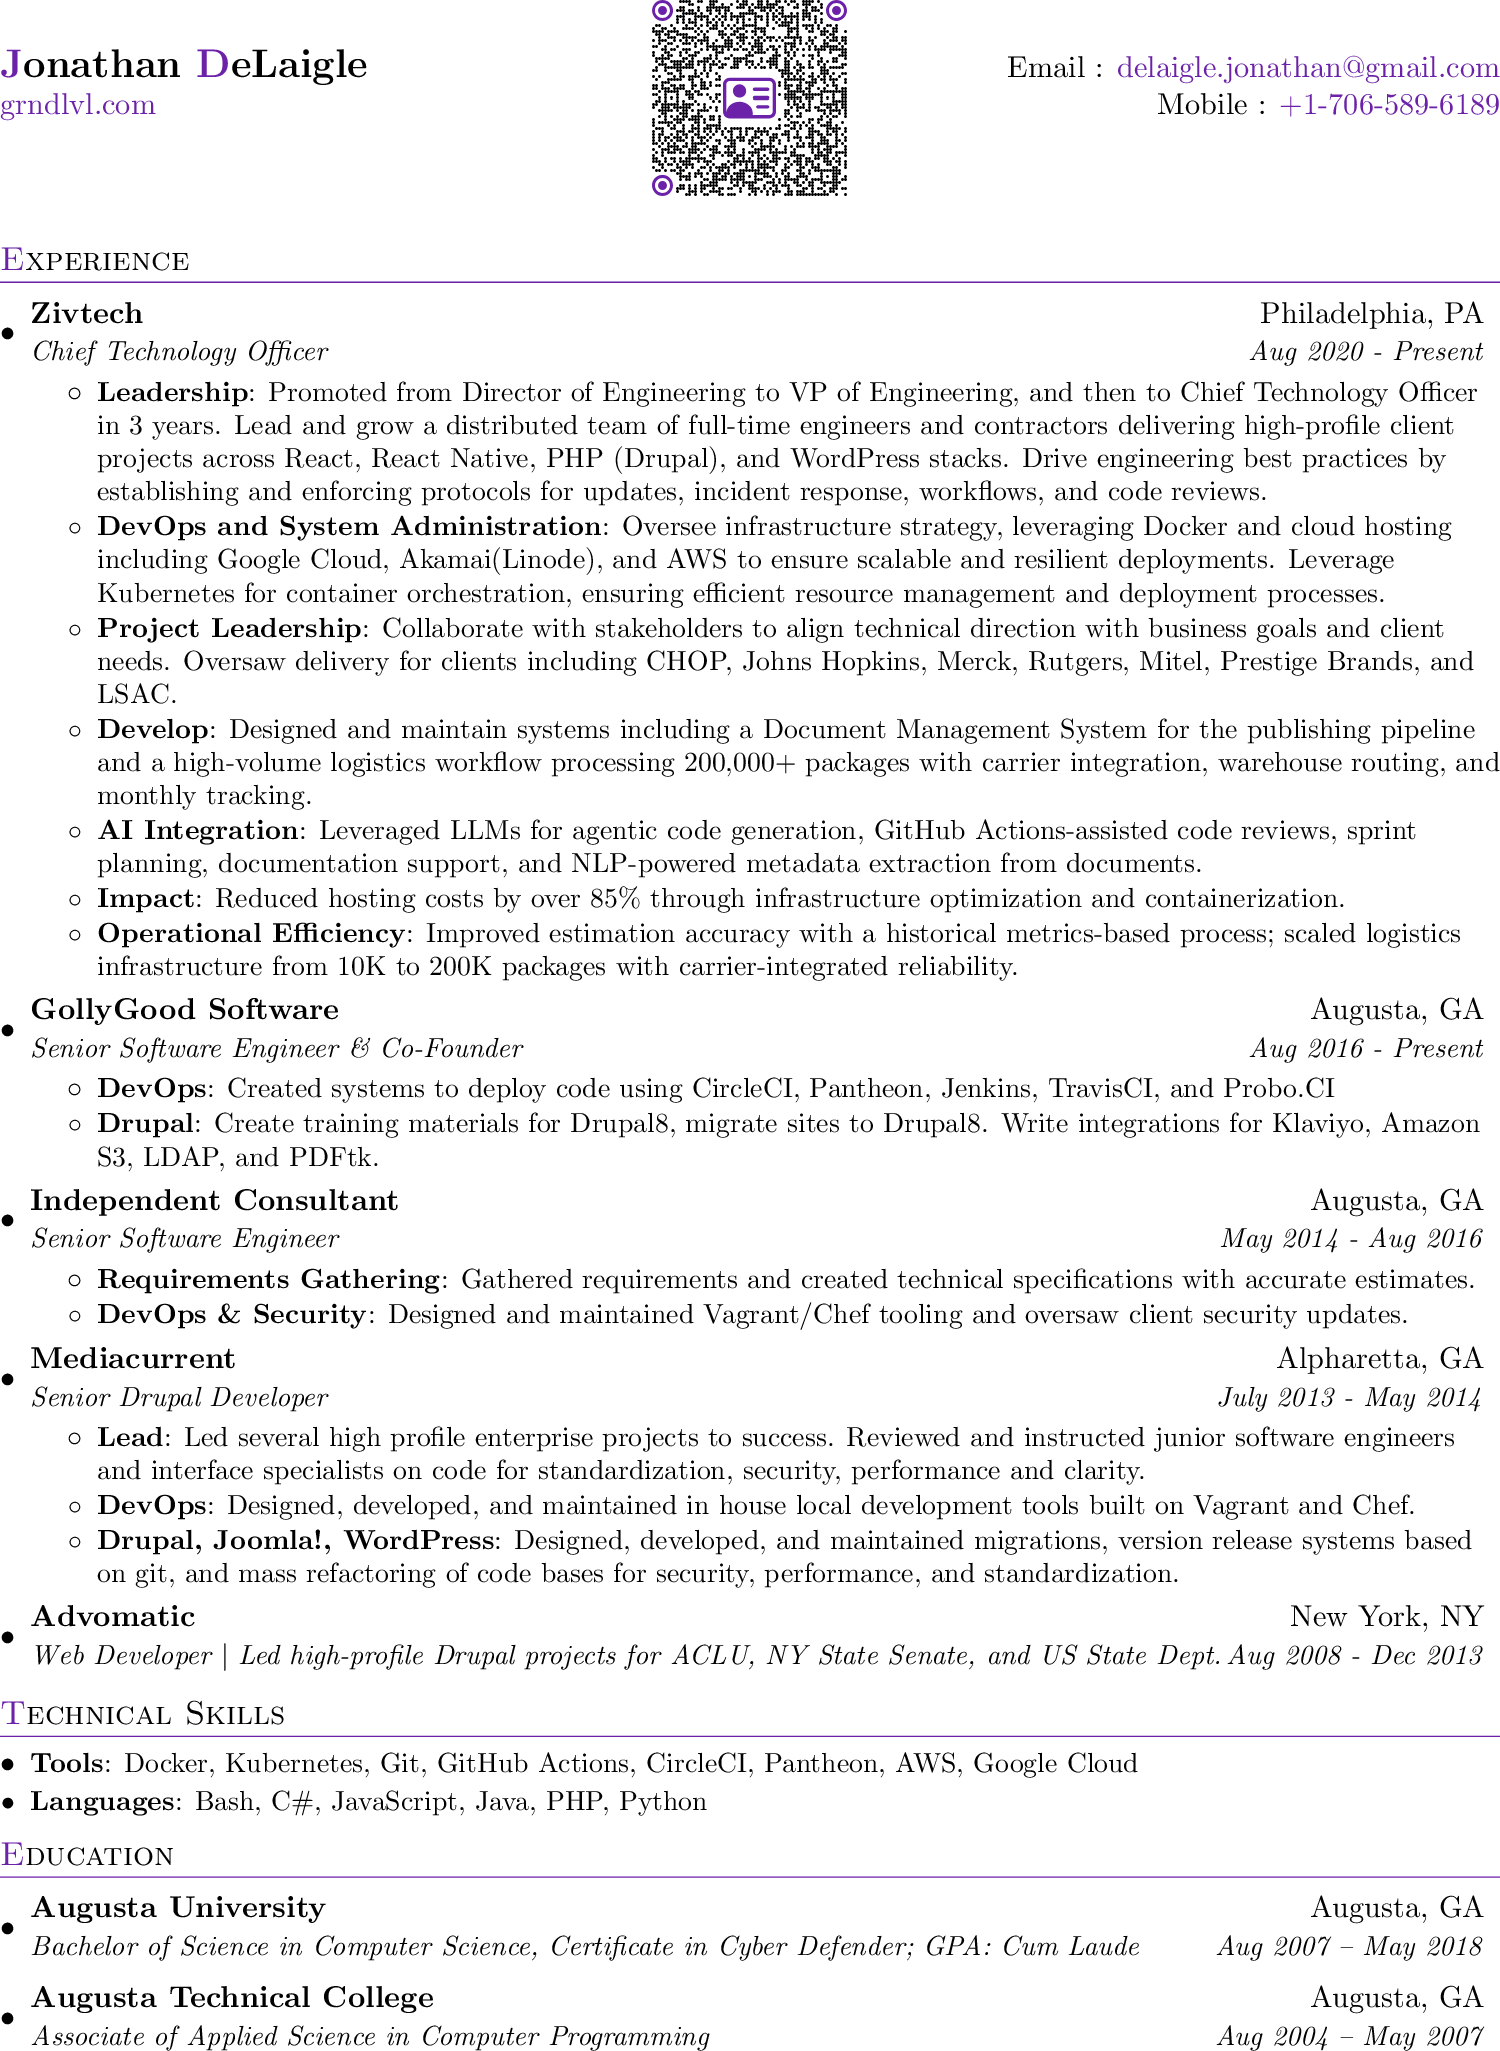 Jonathan DeLaigle
grndlvl.com
Email : delaigle.jonathan@gmail.com
Mobile : +1-706-589-6189
Experience
• Zivtech Philadelphia, PA
Chief Technology Officer Aug 2020 - Present
◦ Leadership: Promoted from Director of Engineering to VP of Engineering, and then to Chief Technology Officer
in 3 years. Lead and grow a distributed team of full-time engineers and contractors delivering high-profile client
projects across React, React Native, PHP (Drupal), and WordPress stacks. Drive engineering best practices by
establishing and enforcing protocols for updates, incident response, workflows, and code reviews.
◦ DevOps and System Administration: Oversee infrastructure strategy, leveraging Docker and cloud hosting
including Google Cloud, Akamai(Linode), and AWS to ensure scalable and resilient deployments. Leverage
Kubernetes for container orchestration, ensuring efficient resource management and deployment processes.
◦ Project Leadership: Collaborate with stakeholders to align technical direction with business goals and client
needs. Oversaw delivery for clients including CHOP, Johns Hopkins, Merck, Rutgers, Mitel, Prestige Brands, and
LSAC.
◦ Develop: Designed and maintain systems including a Document Management System for the publishing pipeline
and a high-volume logistics workflow processing 200,000+ packages with carrier integration, warehouse routing, and
monthly tracking.
◦ AI Integration: Leveraged LLMs for agentic code generation, GitHub Actions-assisted code reviews, sprint
planning, documentation support, and NLP-powered metadata extraction from documents.
◦ Impact: Reduced hosting costs by over 85% through infrastructure optimization and containerization.
◦ Operational Efficiency: Improved estimation accuracy with a historical metrics-based process; scaled logistics
infrastructure from 10K to 200K packages with carrier-integrated reliability.
• GollyGood Software Augusta, GA
Senior Software Engineer & Co-Founder Aug 2016 - Present
◦ DevOps: Created systems to deploy code using CircleCI, Pantheon, Jenkins, TravisCI, and Probo.CI
◦ Drupal: Create training materials for Drupal8, migrate sites to Drupal8. Write integrations for Klaviyo, Amazon
S3, LDAP, and PDFtk.
• Independent Consultant Augusta, GA
Senior Software Engineer May 2014 - Aug 2016
◦ Requirements Gathering: Gathered requirements and created technical specifications with accurate estimates.
◦ DevOps & Security: Designed and maintained Vagrant/Chef tooling and oversaw client security updates.
• Mediacurrent Alpharetta, GA
Senior Drupal Developer July 2013 - May 2014
◦ Lead: Led several high profile enterprise projects to success. Reviewed and instructed junior software engineers
and interface specialists on code for standardization, security, performance and clarity.
◦ DevOps: Designed, developed, and maintained in house local development tools built on Vagrant and Chef.
◦ Drupal, Joomla!, WordPress: Designed, developed, and maintained migrations, version release systems based
on git, and mass refactoring of code bases for security, performance, and standardization.
• Advomatic New York, NY
Web Developer | Led high-profile Drupal projects for ACLU, NY State Senate, and US State Dept. Aug 2008 - Dec 2013
Technical Skills
• Tools: Docker, Kubernetes, Git, GitHub Actions, CircleCI, Pantheon, AWS, Google Cloud
• Languages: Bash, C#, JavaScript, Java, PHP, Python
Education
• Augusta University Augusta, GA
Bachelor of Science in Computer Science, Certificate in Cyber Defender; GPA: Cum Laude Aug 2007 – May 2018
• Augusta Technical College Augusta, GA
Associate of Applied Science in Computer Programming Aug 2004 – May 2007